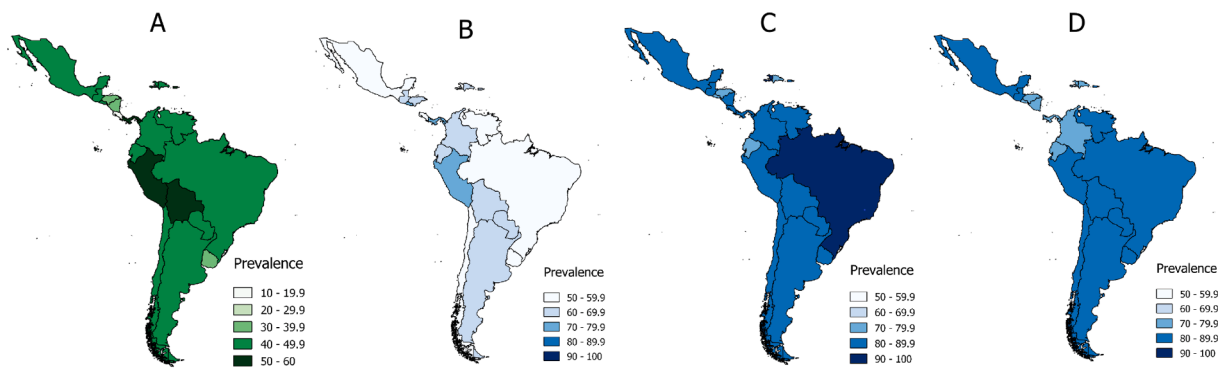 A
B
C
D
Prevalence
10 - 19.9
20 - 29.9
30 - 39.9
40 - 49.9
50 - 60
Prevalence
50 - 59.9
60 - 69.9
70 - 79.9
80 - 89.9
90 - 100
Prevalence
50 - 59.9
60 - 69.9
70 - 79.9
80 - 89.9
90 - 100
Prevalence
50 - 59.9
60 - 69.9
70 - 79.9
80 - 89.9
90 - 100